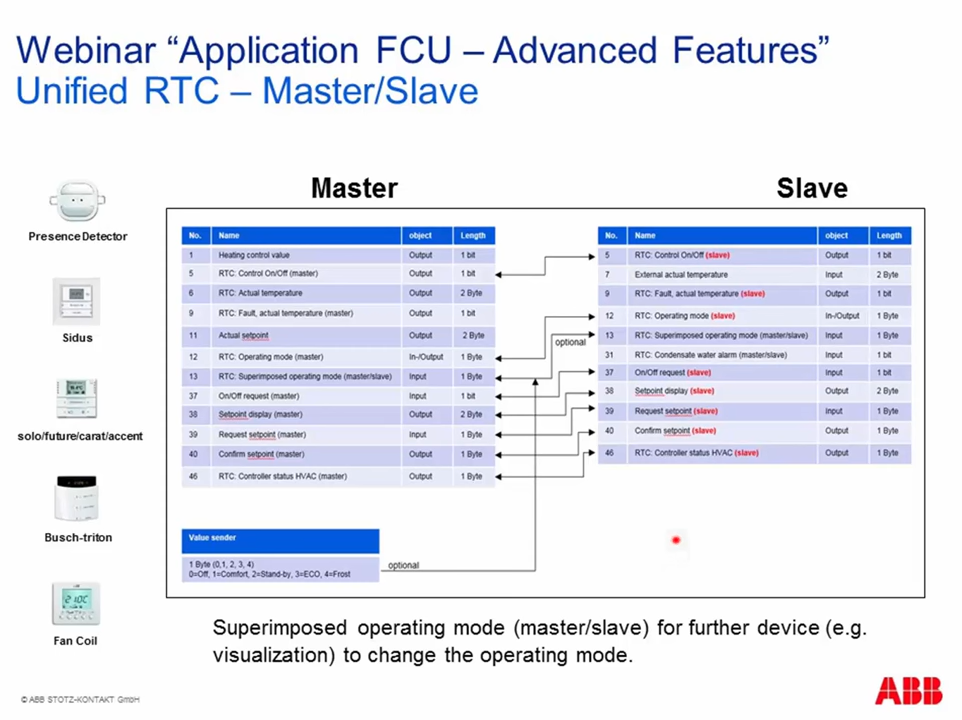 Webinar “Application FCU – Advanced Features”
Unified RTC – Master/Slave
Presence Detector
Sidus
solo/future/carat/accent
Busch-triton
Fan Coil
Master
No. Name object Length
1 Heating control value Output 1 bit
5 RTC: Control On/Off (master) Output 1 bit
6 RTC: Actual temperature Output 2 Byte
9 RTC: Fault, actual temperature (master) Output 1 bit
11 Actual setpoint Output 2 Byte
12 RTC: Operating mode (master) In-/Output 1 Byte
13 RTC: Superimposed operating mode (master/slave) Input 1 Byte
37 On/Off request (master) Input 1 bit
38 Setpoint display (master) Output 2 Byte
39 Request setpoint (master) Input 1 Byte
40 Confirm setpoint (master) Output 1 Byte
46 RTC: Controller status HVAC (master) Output 1 Byte
Slave
No. Name object Length
5 RTC: Control On/Off (slave) Output 1 bit
7 External actual temperature Input 2 Byte
9 RTC: Fault, actual temperature (slave) Output 1 bit
12 RTC: Operating mode (slave) In-/Output 1 Byte
13 RTC: Superimposed operating mode (master/slave) Input 1 Byte
31 RTC: Condensate water alarm (master/slave) Input 1 bit
37 On/Off request (slave) Input 1 bit
38 Setpoint display (slave) Output 2 Byte
39 Request setpoint (slave) Input 1 Byte
40 Confirm setpoint (slave) Output 1 Byte
46 RTC: Controller status HVAC (slave) Output 1 Byte
optional
Value sender
1 Byte (0,1, 2, 3, 4)
0=Off, 1=Comfort, 2=Stand-by, 3=ECO, 4=Frost
optional
Superimposed operating mode (master/slave) for further device (e.g.
visualization) to change the operating mode.
© ABB STOTZ-KONTAKT GmbH
ABB